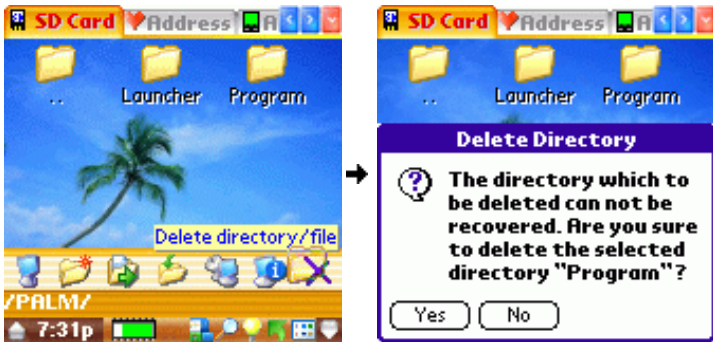 SD Card Address A
.. Launcher Program
Delete directory/file
/PALM/
7:31p
SD Card Address A
.. Launcher Program
Delete Directory
The directory which to
be deleted can not be
recovered. Are you sure
to delete the selected
directory "Program"?
Yes No